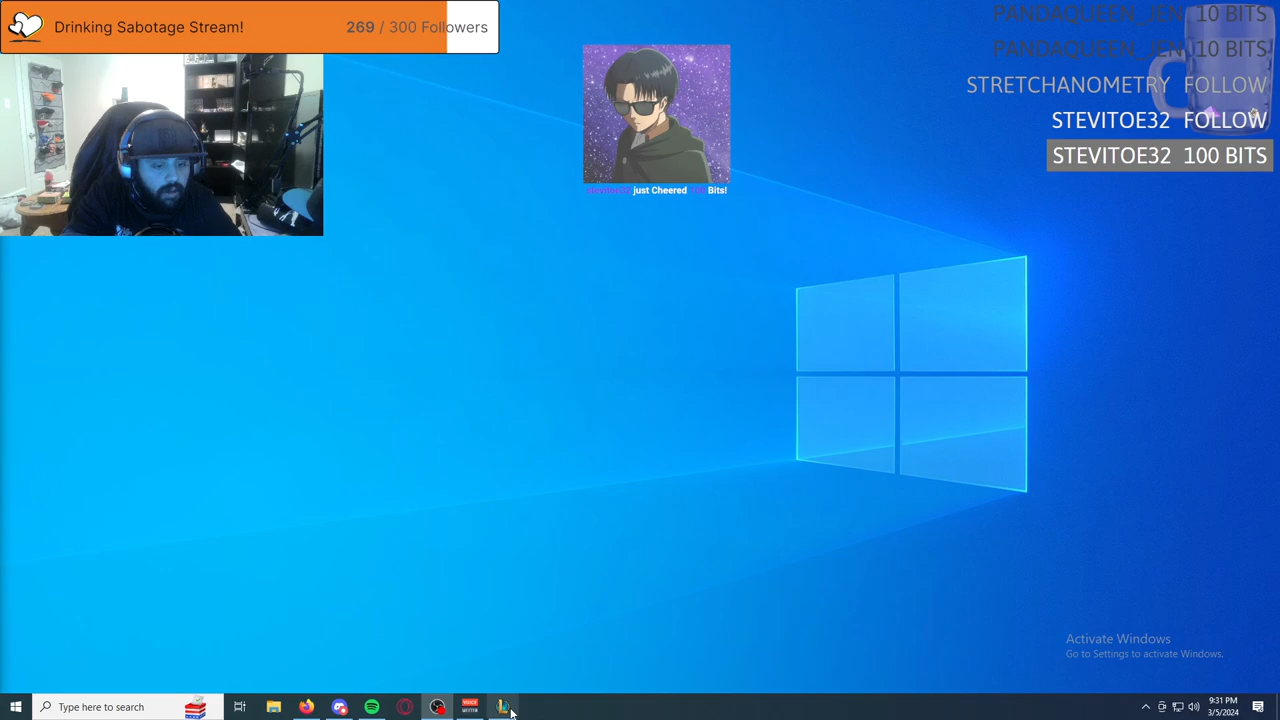 Drinking Sabotage Stream!
269 / 300 Followers
PANDAQUEEN_JEN 10 BITS
PANDAQUEEN_JEN 10 BITS
STRETCHANOMETRY FOLLOW
STEVITOE32 FOLLOW
STEVITOE32 100 BITS
stevitoe32 just Cheered 100 Bits!
Activate Windows
Go to Settings to activate Windows.
Type here to search
9:31 PM
3/5/2024